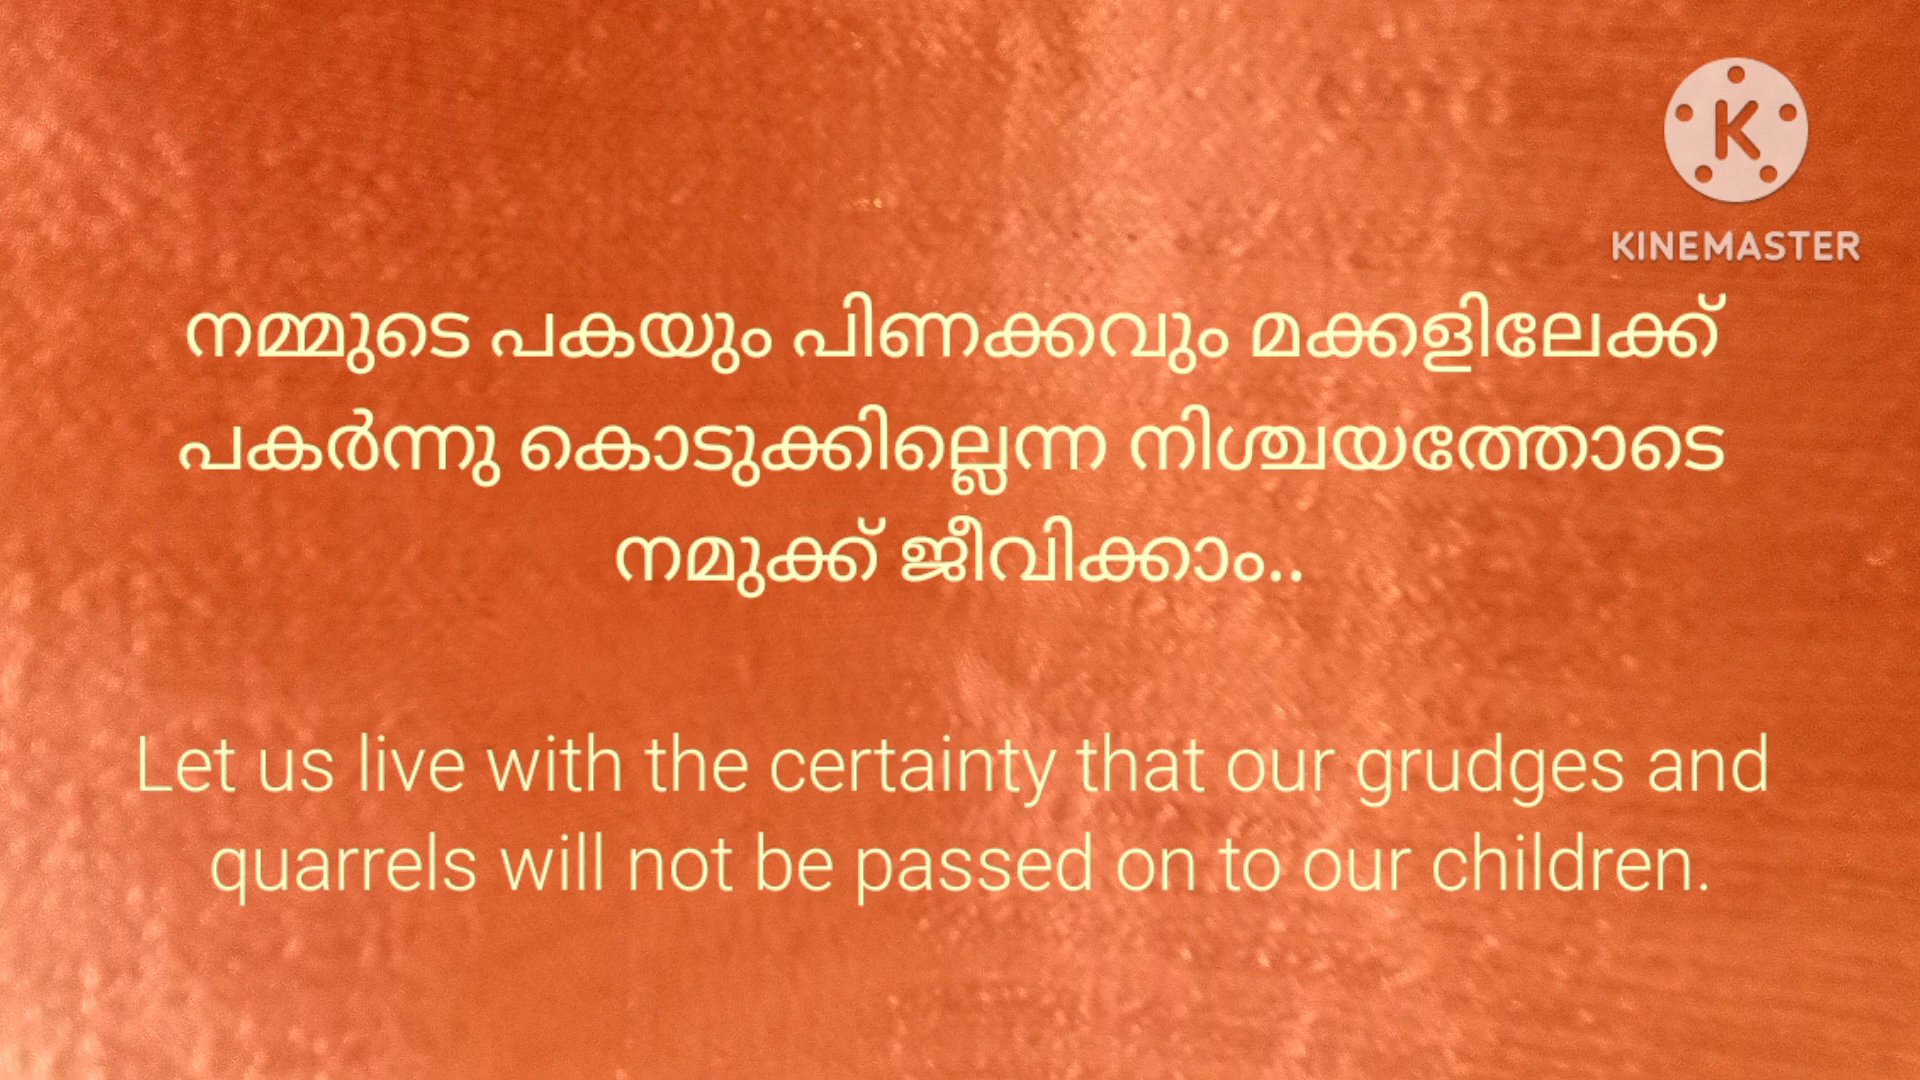 KINEMASTER
നമ്മുടെ പകയും പിണക്കവും മക്കളിലേക്ക്
പകർന്നു കൊടുക്കില്ലെന്ന നിശ്ചയത്തോടെ
നമുക്ക് ജീവിക്കാം..
Let us live with the certainty that our grudges and
quarrels will not be passed on to our children.